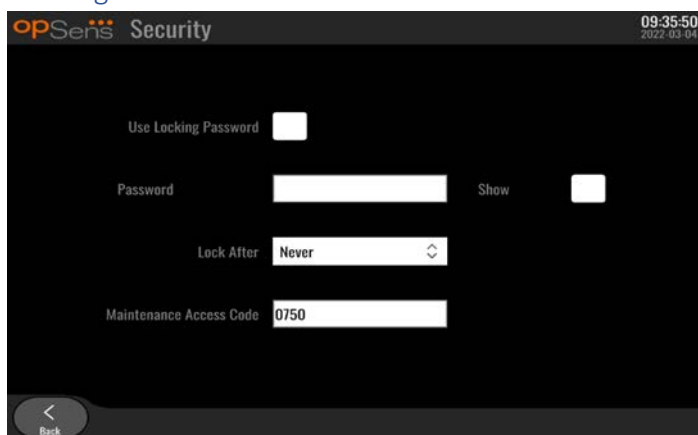 opSens Security
09:35:50
2022-03-04
Use Locking Password
Password
Show
Lock After Never
Maintenance Access Code 0750
Back